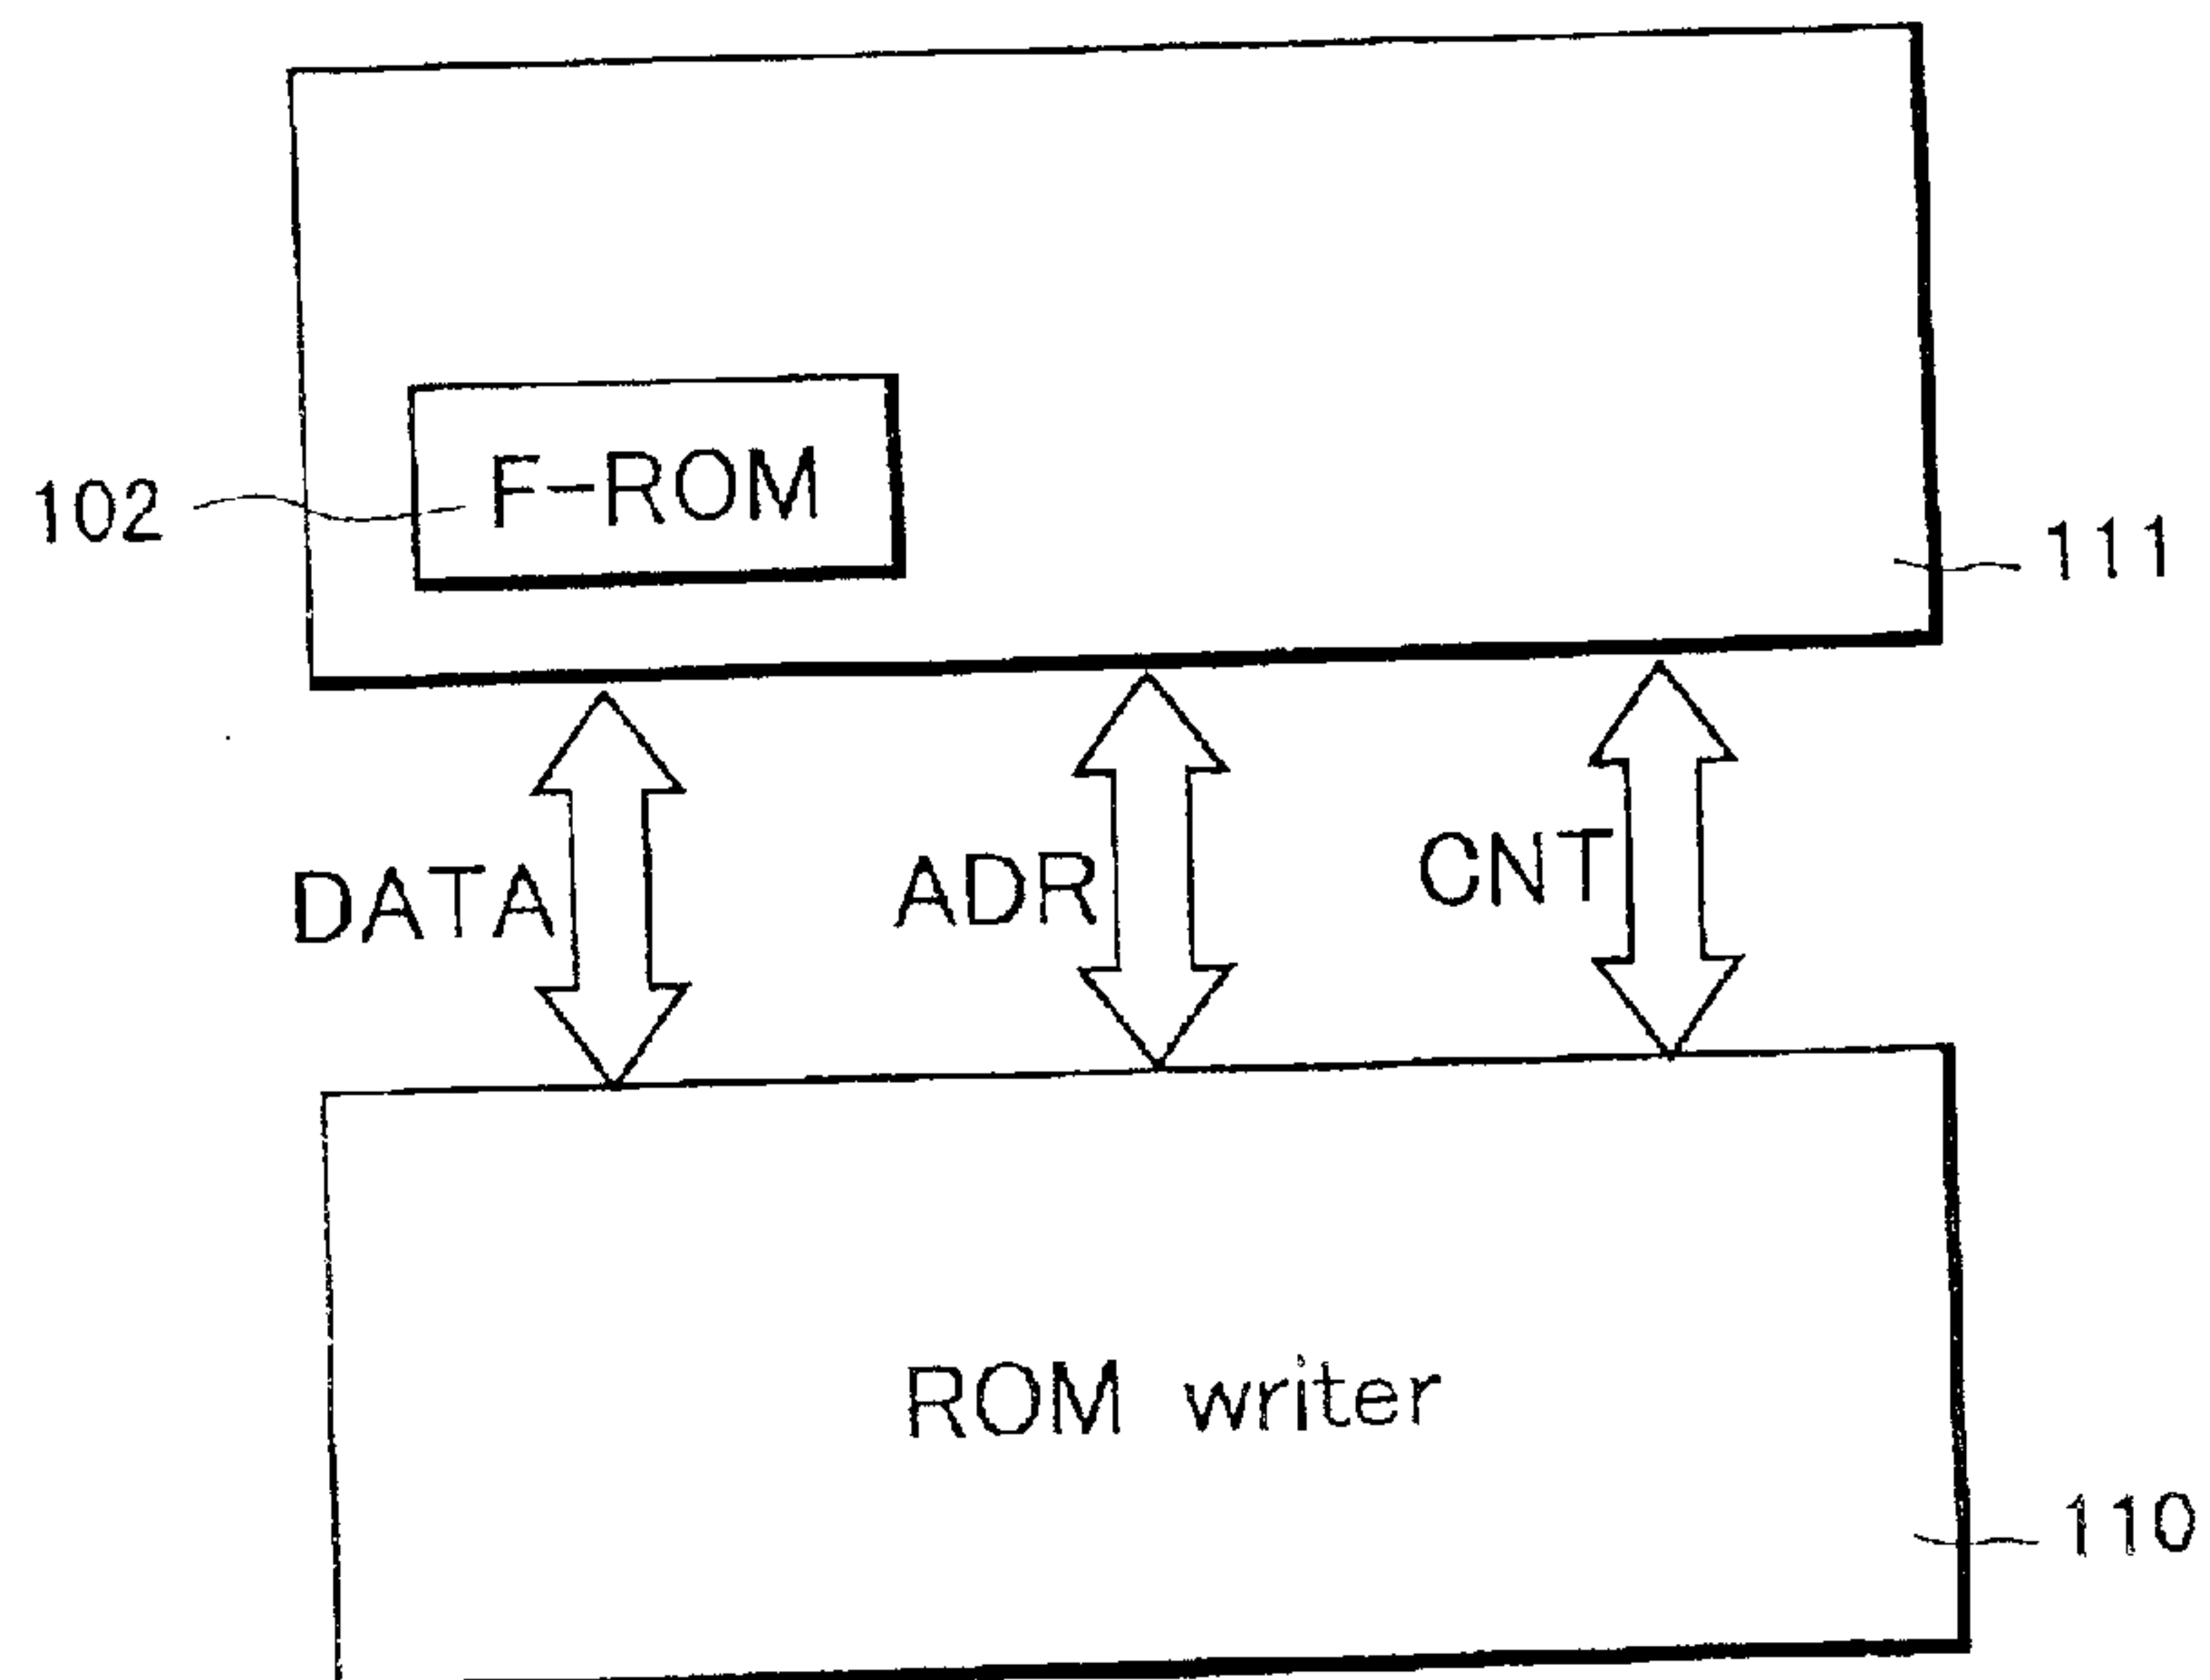 F-ROM
102
111
DATA
ADR
CNT
ROM writer
110